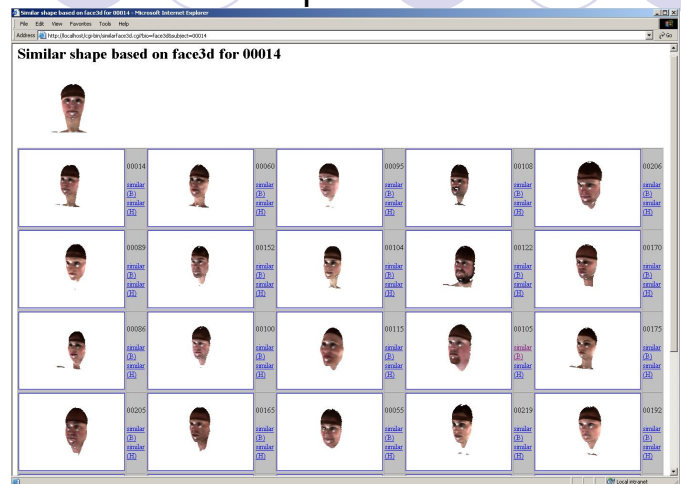 Similar shape based on face3d for 00014 - Microsoft Internet Explorer
File Edit View Favorites Tools Help
Address http://localhost/cgi-bin/similarface3d.cgi?bio=face3d&subject=00014 Go
Similar shape based on face3d for 00014
00014 00060 00095 00108 00206
similar similar similar similar similar
(B) (B) (B) (B) (B)
similar similar similar similar similar
(H) (H) (H) (H) (H)
00089 00152 00104 00122 00170
similar similar similar similar similar
(B) (B) (B) (B) (B)
similar similar similar similar similar
(H) (H) (H) (H) (H)
00086 00100 00115 00105 00175
similar similar similar similar similar
(B) (B) (B) (B) (B)
similar similar similar similar similar
(H) (H) (H) (H) (H)
00205 00165 00055 00219 00192
similar similar similar similar similar
(B) (B) (B) (B) (B)
similar similar similar similar similar
(H) (H) (H) (H) (H)
Local intranet